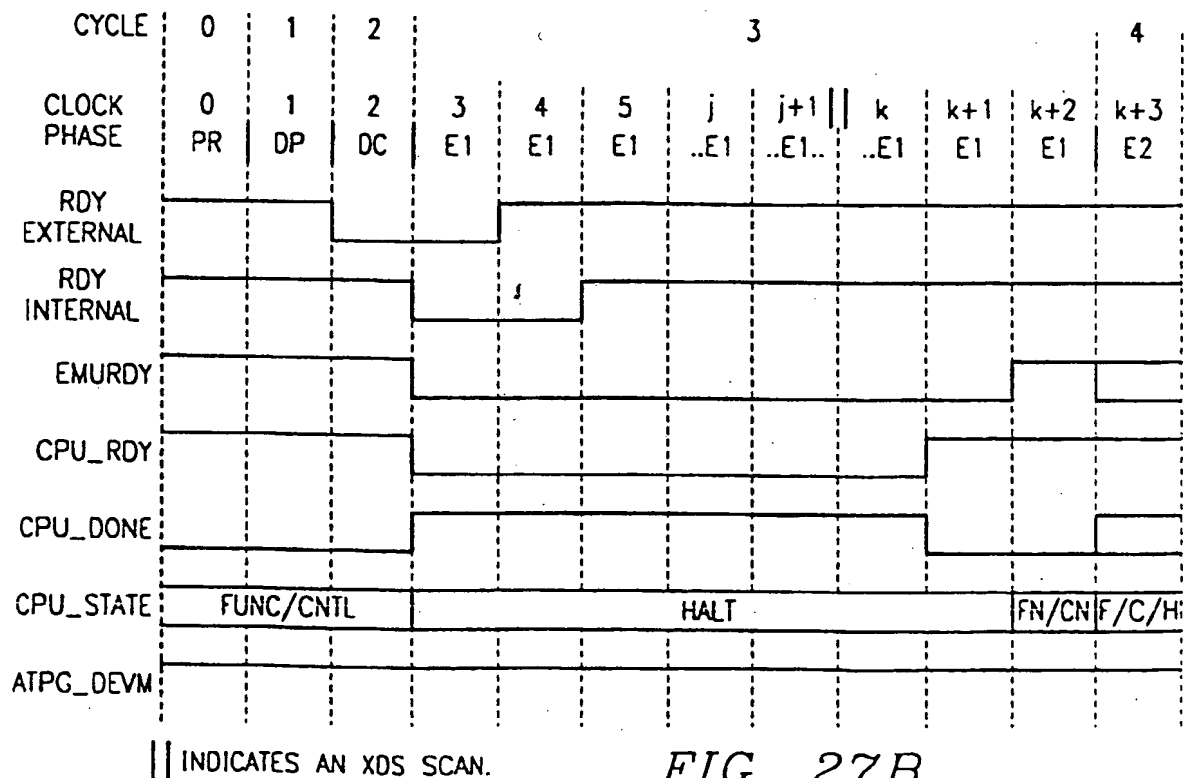 CYCLE 0 1 2 3 4
CLOCK PHASE 0 1 2 3 4 5 j j+1 || k k+1 k+2 k+3
PR DP DC E1 E1 E1 ..E1 ..E1.. ..E1 E1 E1 E2
RDY EXTERNAL
RDY INTERNAL
EMURDY
CPU_RDY
CPU_DONE
CPU_STATE FUNC/CNTL HALT FN/CN F/C/H
ATPG_DEVM
|| INDICATES AN XDS SCAN.
FIG. 27B